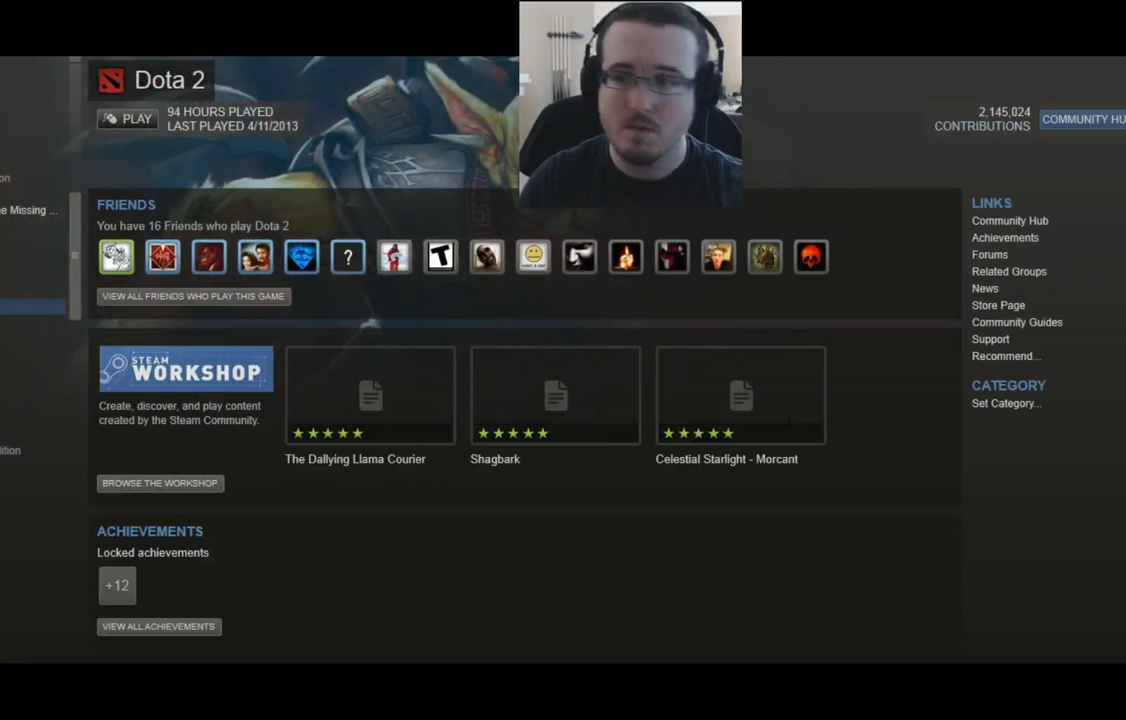 Dota 2
PLAY
94 HOURS PLAYED
LAST PLAYED 4/11/2013
2,145,024
CONTRIBUTIONS
COMMUNITY HU
on
e Missing ...
ition
FRIENDS
You have 16 Friends who play Dota 2
?
T
VIEW ALL FRIENDS WHO PLAY THIS GAME
STEAM
WORKSHOP
Create, discover, and play content
created by the Steam Community.
BROWSE THE WORKSHOP
The Dallying Llama Courier
Shagbark
Celestial Starlight - Morcant
ACHIEVEMENTS
Locked achievements
+12
VIEW ALL ACHIEVEMENTS
LINKS
Community Hub
Achievements
Forums
Related Groups
News
Store Page
Community Guides
Support
Recommend...
CATEGORY
Set Category...